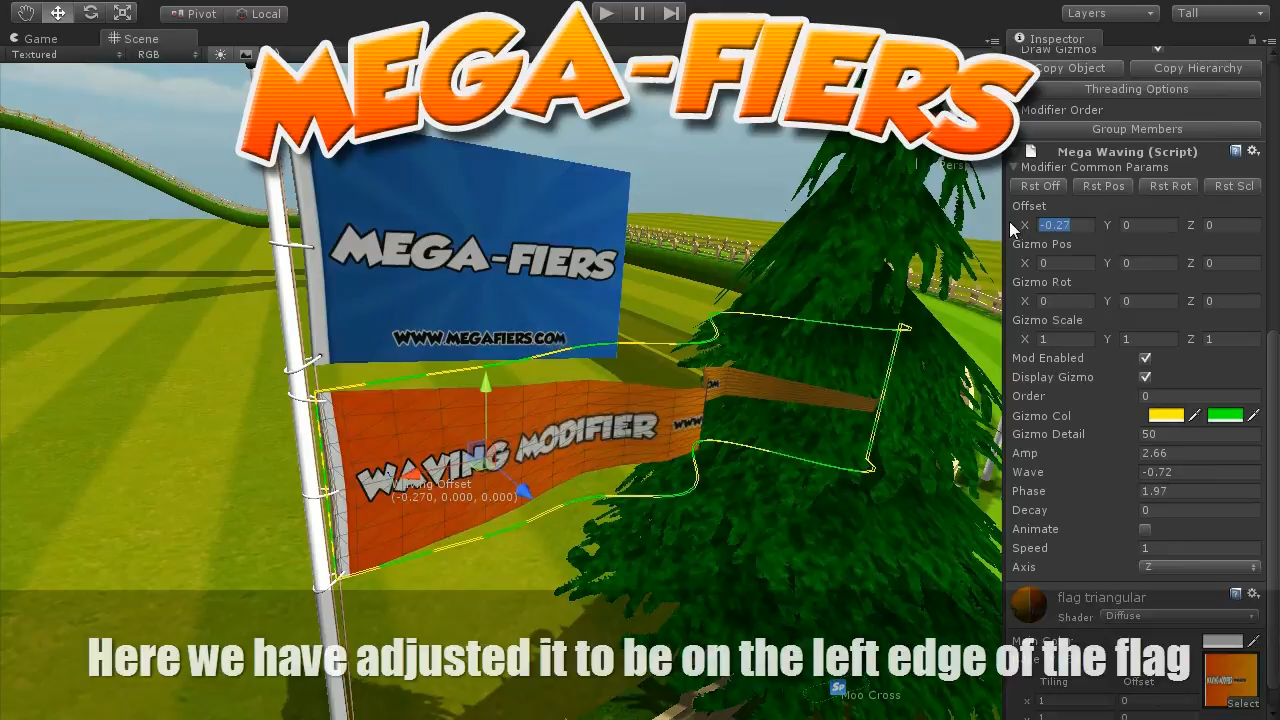 Pivot Local
Layers Tall
Game Scene
Textured RGB
MEGA-FIERS
Inspector
Draw Gizmos
Copy Object Copy Hierarchy
Threading Options
Modifier Order
Group Members
Mega Waving (Script)
Modifier Common Params
Rst Off Rst Pos Rst Rot Rst Scl
Offset
X -0.27 Y 0 Z 0
Gizmo Pos
X 0 Y 0 Z 0
Gizmo Rot
X 0 Y 0 Z 0
Gizmo Scale
X 1 Y 1 Z 1
Mod Enabled
Display Gizmo
Order 0
Gizmo Col
Gizmo Detail 50
Amp 2.66
Wave -0.72
Phase 1.97
Decay 0
Animate
Speed 1
Axis Z
flag triangular
Shader Diffuse
Tiling Offset
x 1 0
Select
Persp
MEGA-FIERS
WWW.MEGAFIERS.COM
WAVING MODIFIER
Waving Offset
(-0.270, 0.000, 0.000)
Moo Cross
Here we have adjusted it to be on the left edge of the flag